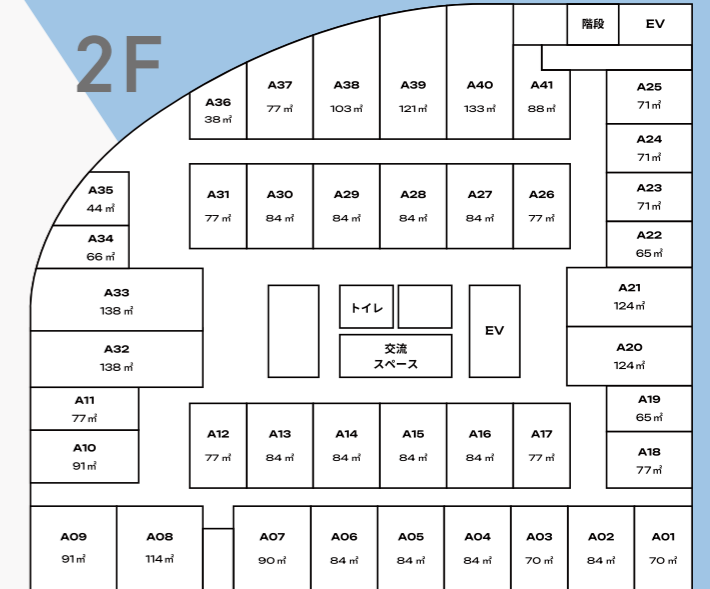 2F
階段
EV
A36
38㎡
A37
77㎡
A38
103㎡
A39
121㎡
A40
133㎡
A41
88㎡
A25
71㎡
A24
71㎡
A23
71㎡
A22
65㎡
A35
44㎡
A34
66㎡
A31
77㎡
A30
84㎡
A29
84㎡
A28
84㎡
A27
84㎡
A26
77㎡
A33
138㎡
A32
138㎡
トイレ
交流
スペース
EV
A21
124㎡
A20
124㎡
A11
77㎡
A10
91㎡
A12
77㎡
A13
84㎡
A14
84㎡
A15
84㎡
A16
84㎡
A17
77㎡
A19
65㎡
A18
77㎡
A09
91㎡
A08
114㎡
A07
90㎡
A06
84㎡
A05
84㎡
A04
84㎡
A03
70㎡
A02
84㎡
A01
70㎡